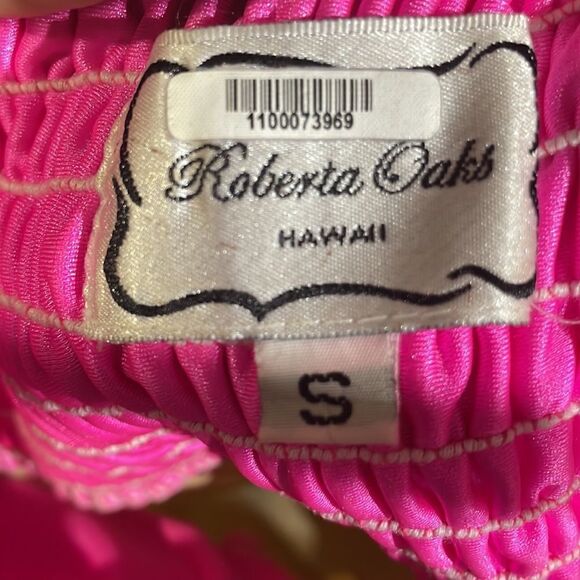 1100073969
Roberta Oaks
HAWAII
S